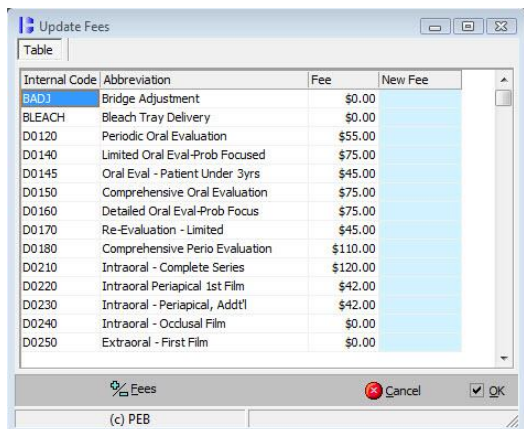 Update Fees
Table
Internal Code Abbreviation Fee New Fee
BADJ Bridge Adjustment $0.00
BLEACH Bleach Tray Delivery $0.00
D0120 Periodic Oral Evaluation $55.00
D0140 Limited Oral Eval-Prob Focused $75.00
D0145 Oral Eval - Patient Under 3yrs $45.00
D0150 Comprehensive Oral Evaluation $75.00
D0160 Detailed Oral Eval-Prob Focus $75.00
D0170 Re-Evaluation - Limited $45.00
D0180 Comprehensive Perio Evaluation $110.00
D0210 Intraoral - Complete Series $120.00
D0220 Intraoral Periapical 1st Film $42.00
D0230 Intraoral - Periapical, Addt'l $42.00
D0240 Intraoral - Occlusal Film $0.00
D0250 Extraoral - First Film $0.00
% Fees Cancel OK
(c) PEB